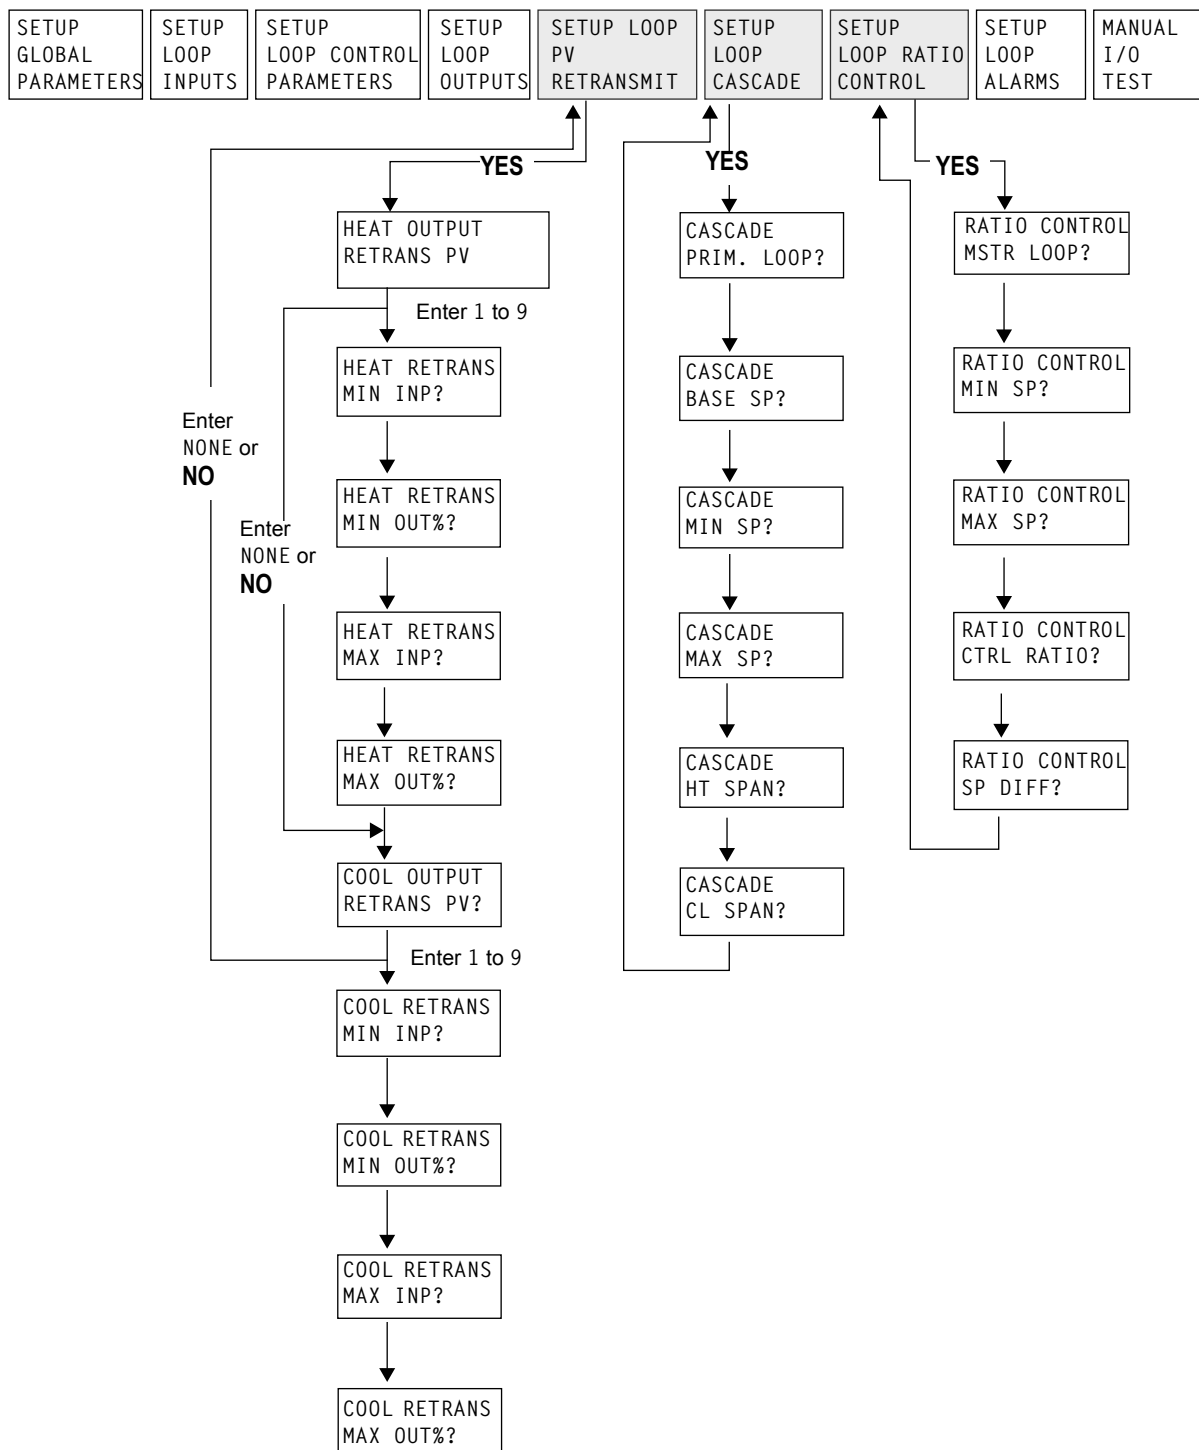 SETUP
GLOBAL
PARAMETERS
SETUP
LOOP
INPUTS
SETUP
LOOP CONTROL
PARAMETERS
SETUP
LOOP
OUTPUTS
SETUP LOOP
PV
RETRANSMIT
SETUP
LOOP
CASCADE
SETUP
LOOP RATIO
CONTROL
SETUP
LOOP
ALARMS
MANUAL
I/O
TEST
YES
HEAT OUTPUT
RETRANS PV
Enter 1 to 9
HEAT RETRANS
MIN INP?
Enter
NONE or
NO
HEAT RETRANS
MIN OUT%?
Enter
NONE or
NO
HEAT RETRANS
MAX INP?
HEAT RETRANS
MAX OUT%?
COOL OUTPUT
RETRANS PV?
Enter 1 to 9
COOL RETRANS
MIN INP?
COOL RETRANS
MIN OUT%?
COOL RETRANS
MAX INP?
COOL RETRANS
MAX OUT%?
YES
CASCADE
PRIM. LOOP?
CASCADE
BASE SP?
CASCADE
MIN SP?
CASCADE
MAX SP?
CASCADE
HT SPAN?
CASCADE
CL SPAN?
YES
RATIO CONTROL
MSTR LOOP?
RATIO CONTROL
MIN SP?
RATIO CONTROL
MAX SP?
RATIO CONTROL
CTRL RATIO?
RATIO CONTROL
SP DIFF?